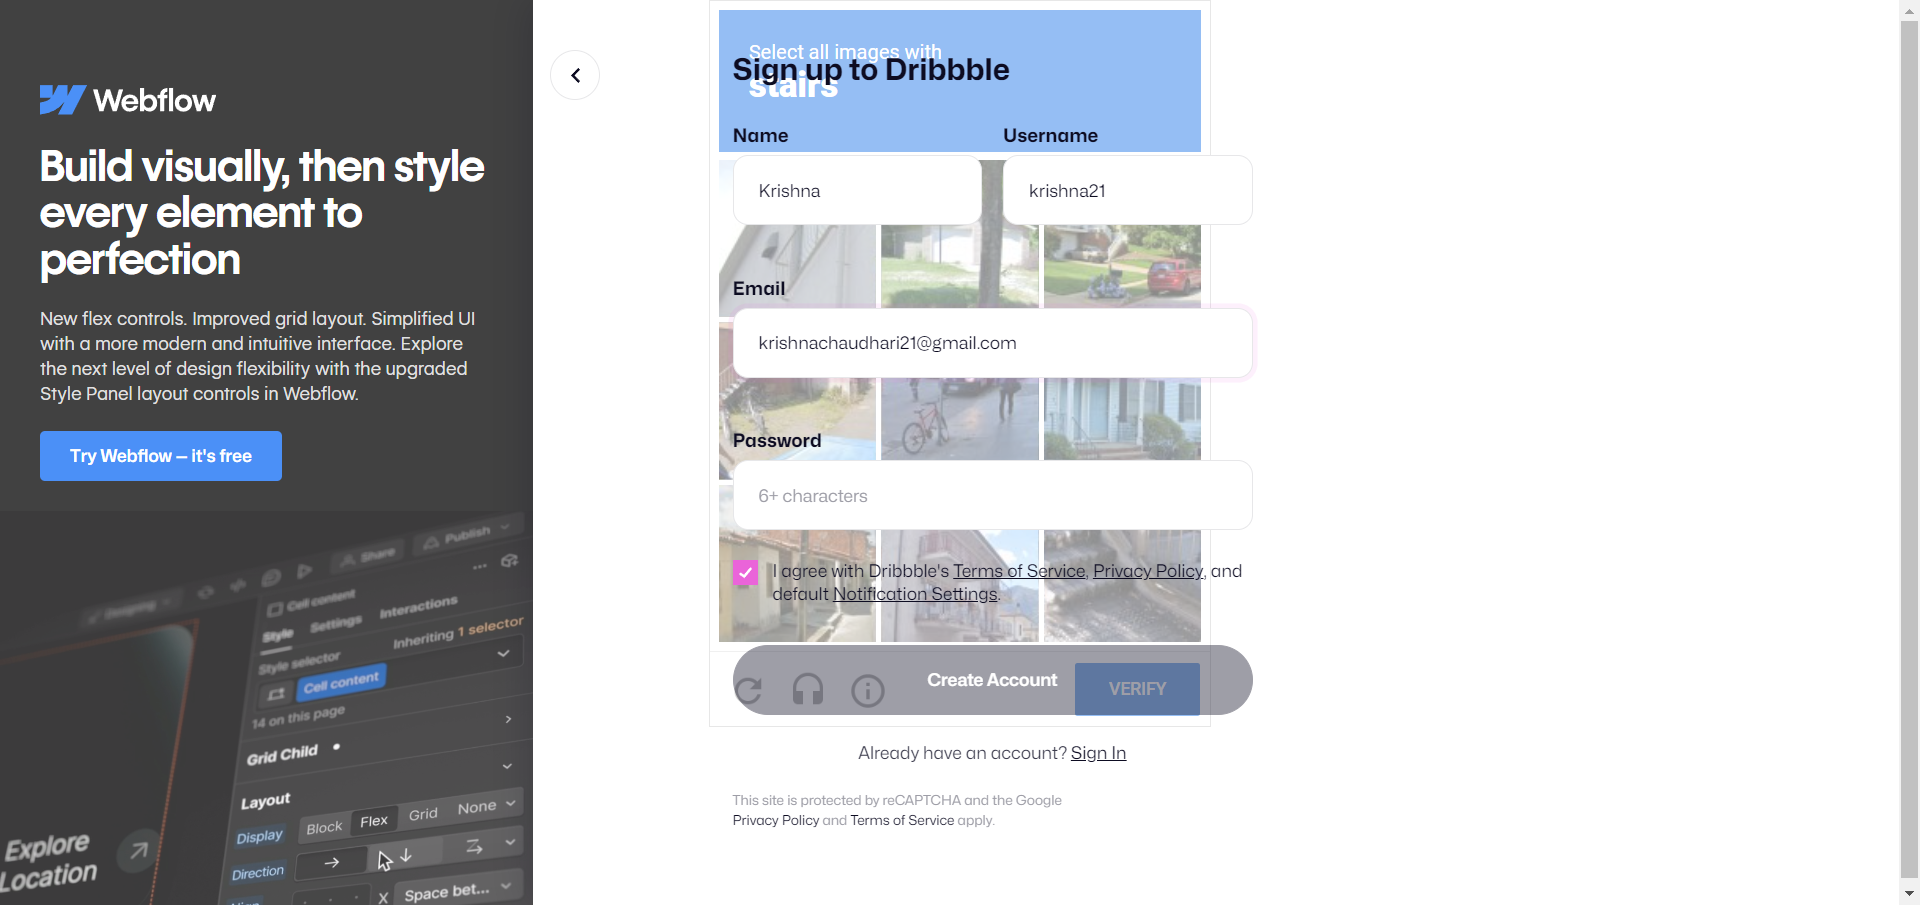 Webflow
Build visually, then style
every element to
perfection
New flex controls. Improved grid layout. Simplified UI
with a more modern and intuitive interface. Explore
the next level of design flexibility with the upgraded
Style Panel layout controls in Webflow.
Try Webflow – it's free
Share
Publish
Cell content
Style
Settings
Interactions
Style selector
Inheriting 1 selector
Cell content
14 on this page
Grid Child
Layout
Display
Block
Flex
Grid
None
Direction
X
Space bet...
Explore
Location
Select all images with
stairs
Sign up to Dribbble
Name
Username
Krishna
krishna21
Email
krishnachaudhari21@gmail.com
Password
6+ characters
I agree with Dribbble's Terms of Service, Privacy Policy, and
default Notification Settings.
Create Account
VERIFY
Already have an account? Sign In
This site is protected by reCAPTCHA and the Google
Privacy Policy and Terms of Service apply.